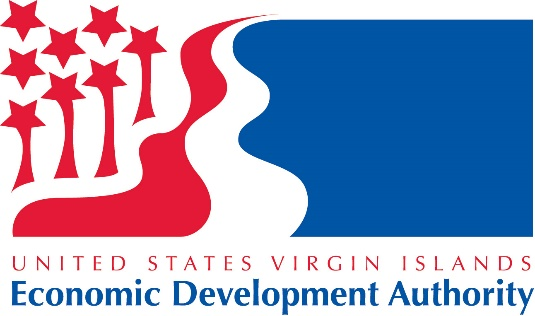 UNITED STATES VIRGIN ISLANDS
Economic Development Authority